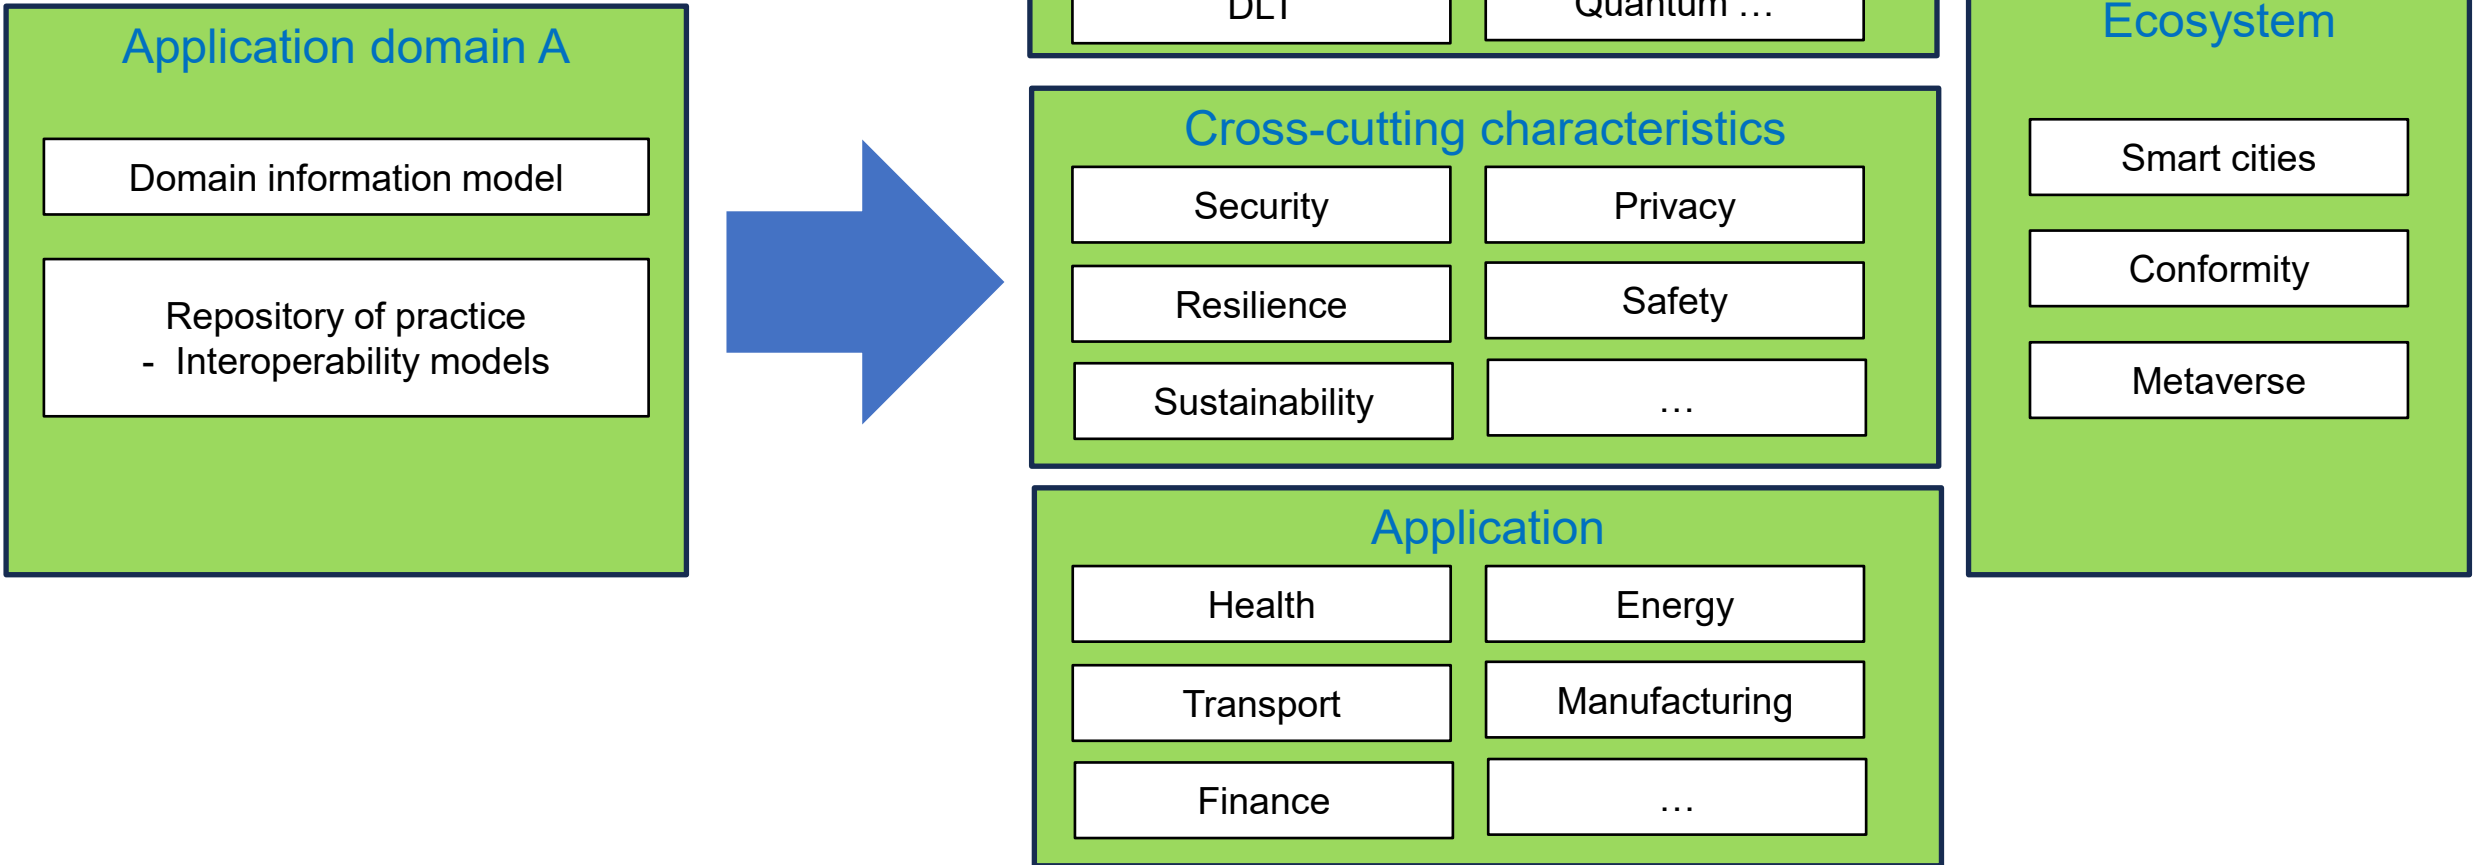 Application domain A
Domain information model
Repository of practice
- Interoperability models
DLT
Quantum …
Cross-cutting characteristics
Security
Privacy
Resilience
Safety
Sustainability
…
Application
Health
Energy
Transport
Manufacturing
Finance
…
Ecosystem
Smart cities
Conformity
Metaverse